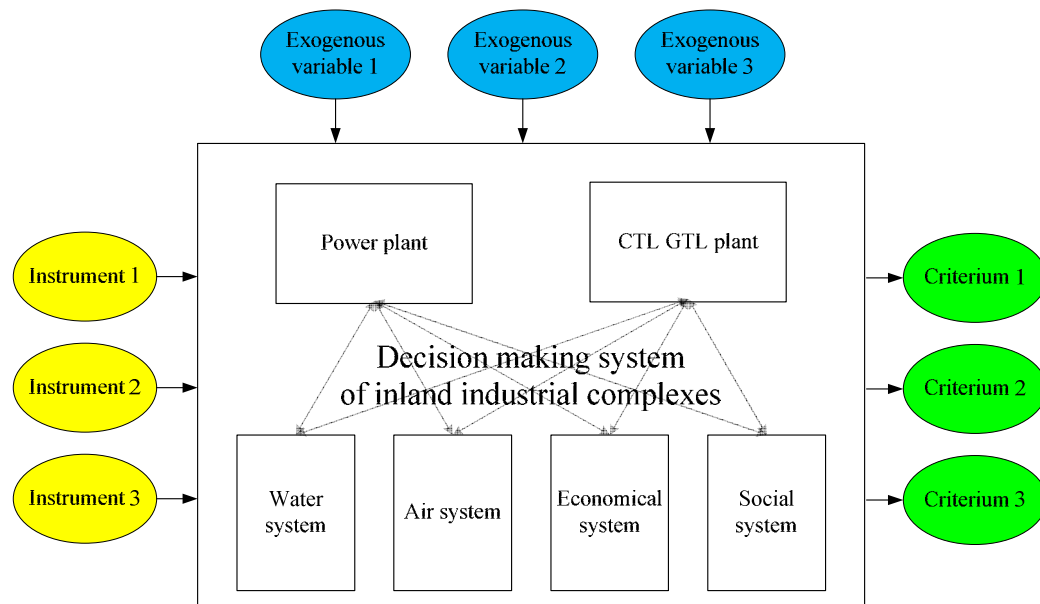 Exogenous
variable 1
Exogenous
variable 2
Exogenous
variable 3
Power plant
CTL GTL plant
Instrument 1
Instrument 2
Instrument 3
Decision making system
of inland industrial complexes
Water
system
Air system
Economical
system
Social
system
Criterium 1
Criterium 2
Criterium 3